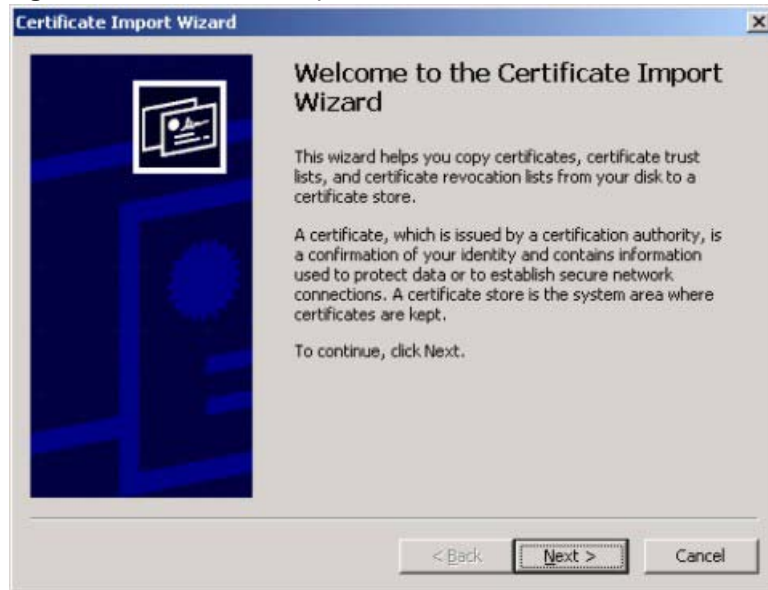 Certificate Import Wizard
Welcome to the Certificate Import
Wizard
This wizard helps you copy certificates, certificate trust
lists, and certificate revocation lists from your disk to a
certificate store.
A certificate, which is issued by a certification authority, is
a confirmation of your identity and contains information
used to protect data or to establish secure network
connections. A certificate store is the system area where
certificates are kept.
To continue, click Next.
< Back
Next >
Cancel